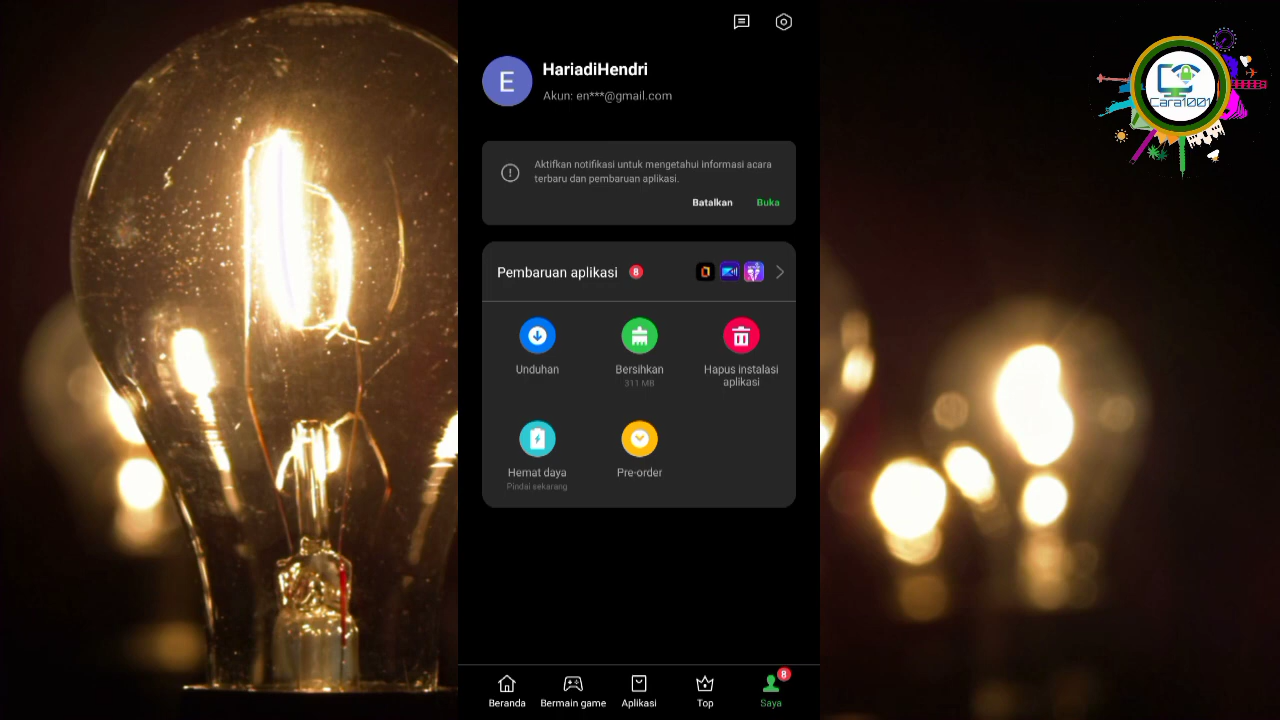 HariadiHendri
Akun: en***@gmail.com
E
Cara1001
Aktifkan notifikasi untuk mengetahui informasi acara
terbaru dan pembaruan aplikasi.
Batalkan
Buka
Pembaruan aplikasi
8
Unduhan
Bersihkan
311 MB
Hapus instalasi
aplikasi
Hemat daya
Pindai sekarang
Pre-order
8
Beranda
Bermain game
Aplikasi
Top
Saya